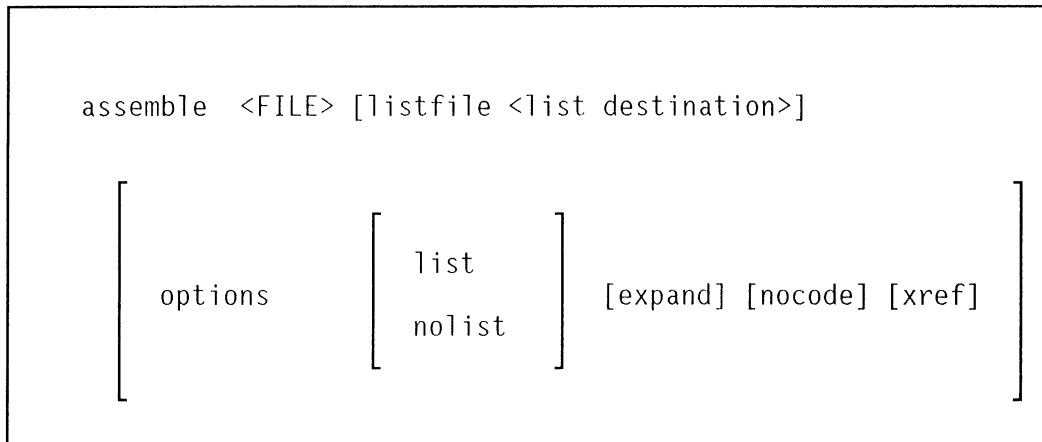 assemble <FILE> [listfile <list destination>]
list
options [expand] [nocode] [xref]
nolist